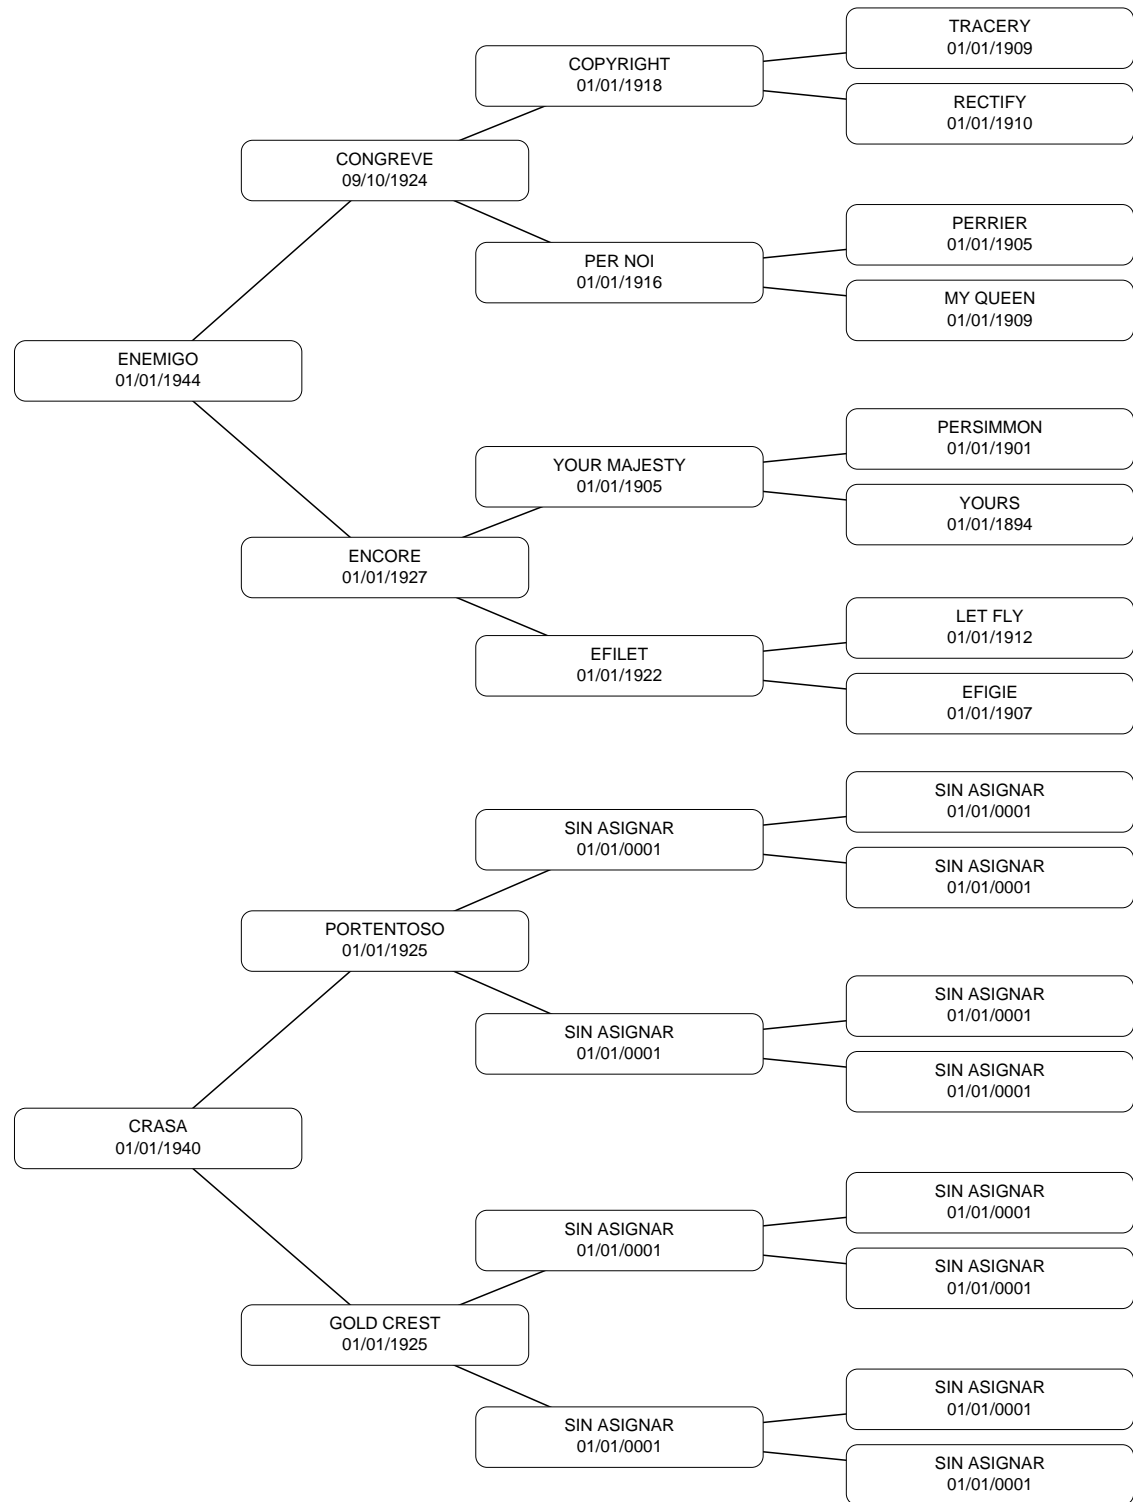 TRACERY
01/01/1909
COPYRIGHT
01/01/1918
RECTIFY
01/01/1910
CONGREVE
09/10/1924
PERRIER
01/01/1905
PER NOI
01/01/1916
MY QUEEN
01/01/1909
ENEMIGO
01/01/1944
PERSIMMON
01/01/1901
YOUR MAJESTY
01/01/1905
YOURS
01/01/1894
ENCORE
01/01/1927
LET FLY
01/01/1912
EFILET
01/01/1922
EFIGIE
01/01/1907
SIN ASIGNAR
01/01/0001
SIN ASIGNAR
01/01/0001
SIN ASIGNAR
01/01/0001
PORTENTOSO
01/01/1925
SIN ASIGNAR
01/01/0001
SIN ASIGNAR
01/01/0001
SIN ASIGNAR
01/01/0001
CRASA
01/01/1940
SIN ASIGNAR
01/01/0001
SIN ASIGNAR
01/01/0001
SIN ASIGNAR
01/01/0001
GOLD CREST
01/01/1925
SIN ASIGNAR
01/01/0001
SIN ASIGNAR
01/01/0001
SIN ASIGNAR
01/01/0001